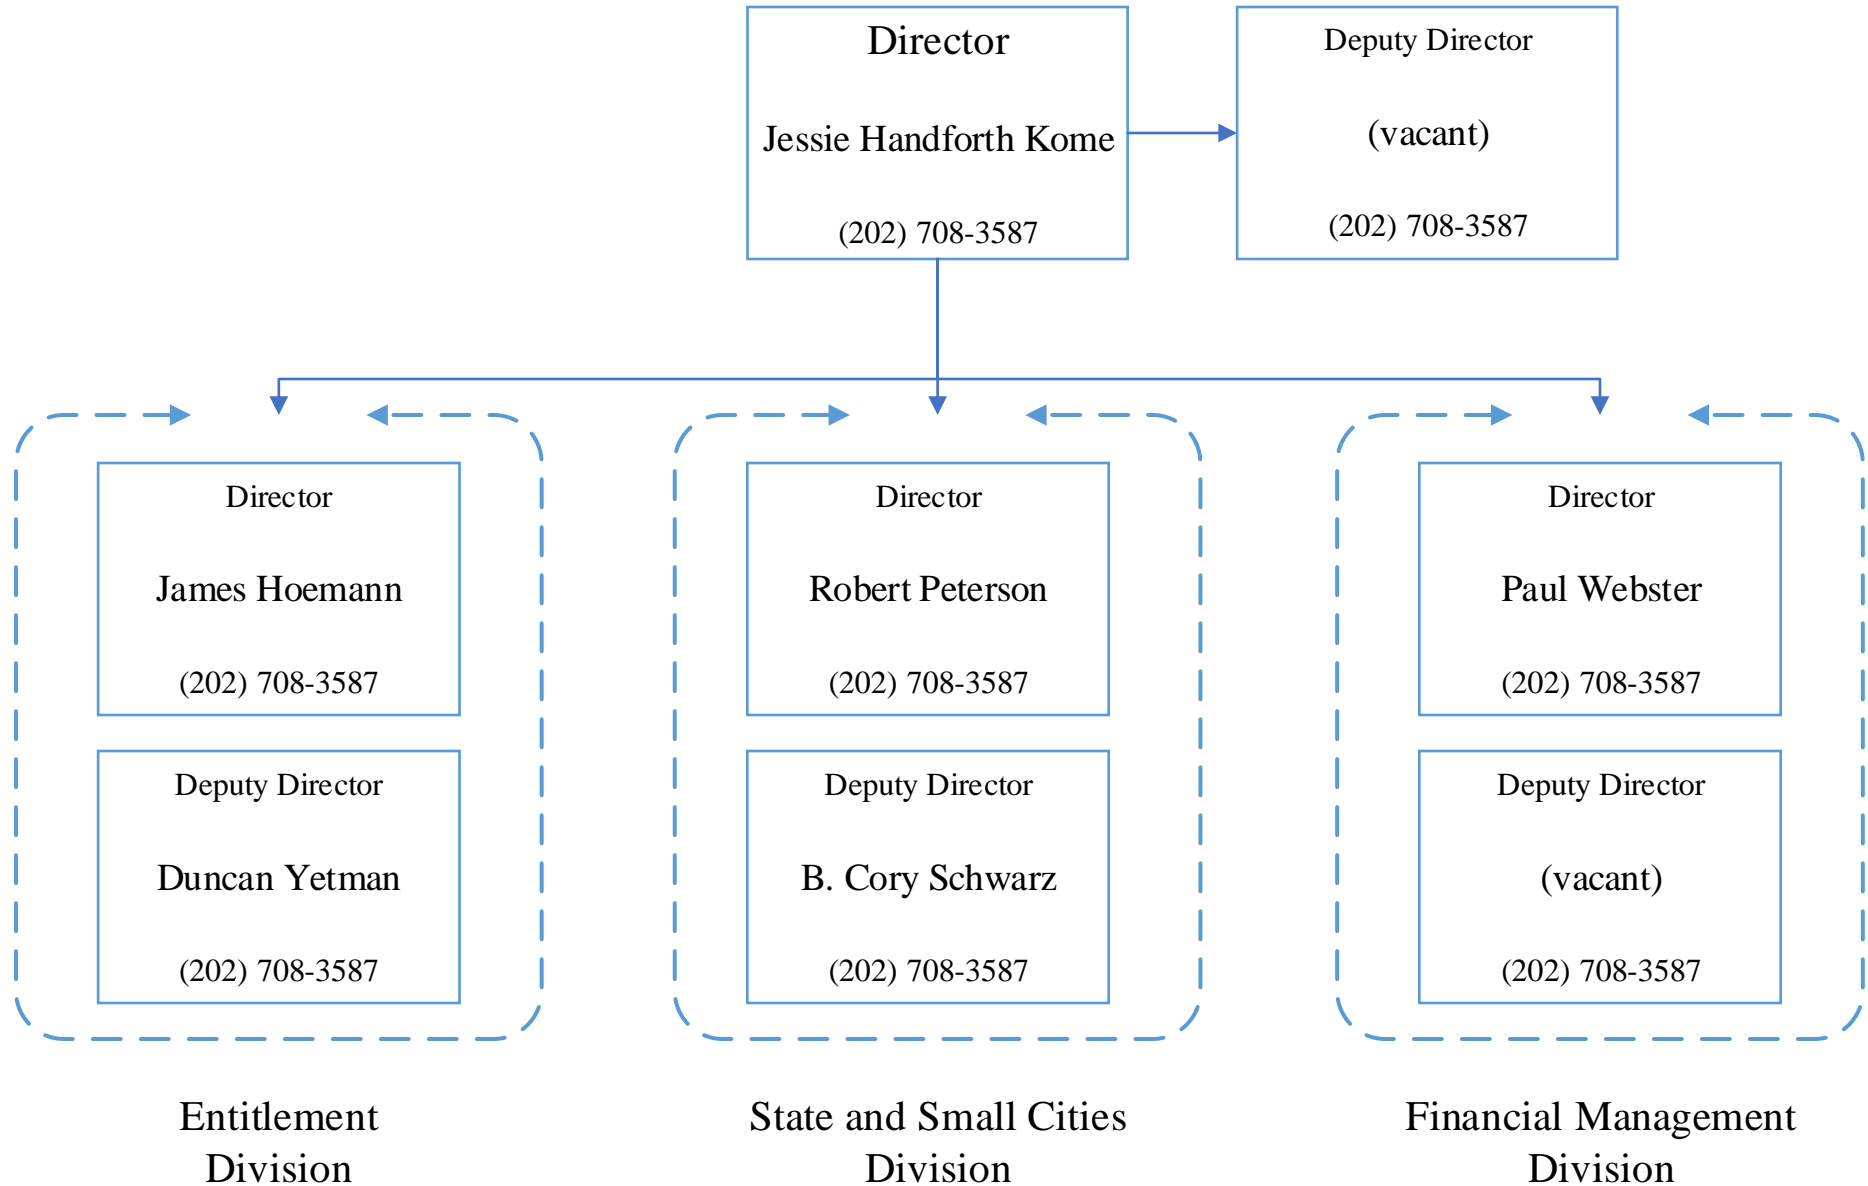 Director
Jessie Handforth Kome
(202) 708-3587
Deputy Director
(vacant)
(202) 708-3587
Director
James Hoemann
(202) 708-3587
Deputy Director
Duncan Yetman
(202) 708-3587
Entitlement
Division
Director
Robert Peterson
(202) 708-3587
Deputy Director
B. Cory Schwarz
(202) 708-3587
State and Small Cities
Division
Director
Paul Webster
(202) 708-3587
Deputy Director
(vacant)
(202) 708-3587
Financial Management
Division